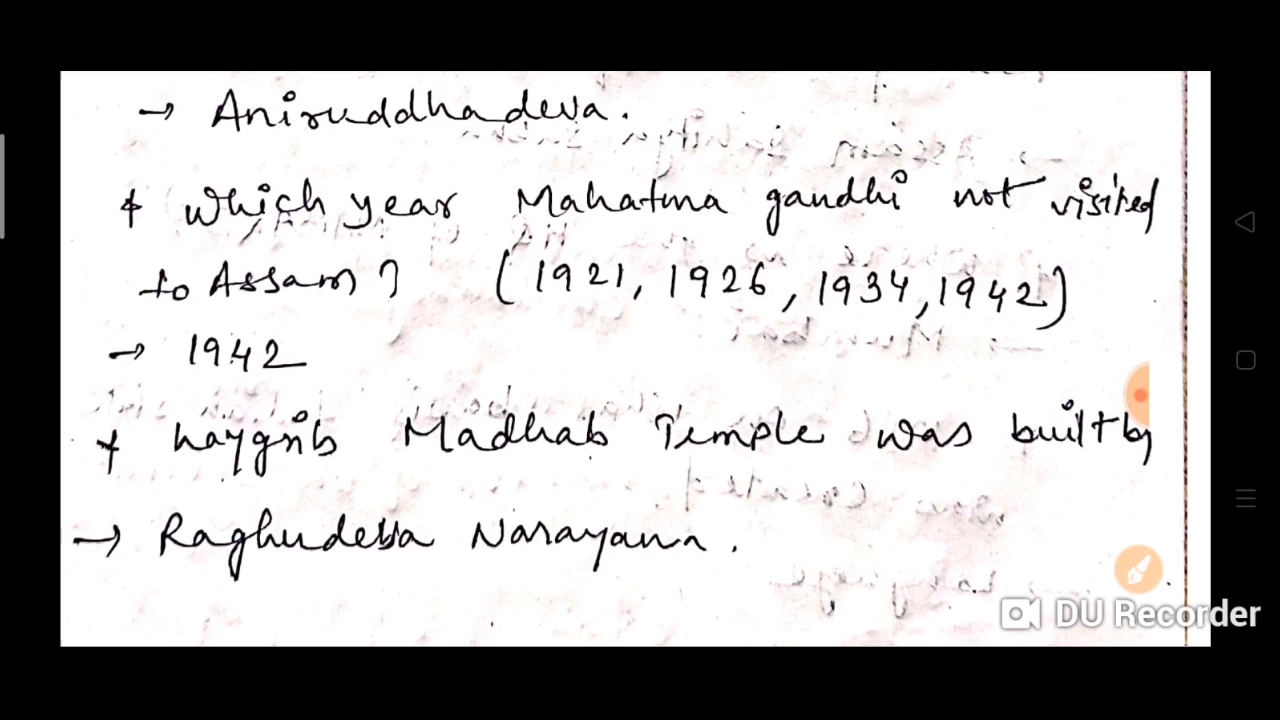 → Aniruddhadeva.
* which year Mahatma gandhi not visited
to Assam? (1921, 1926, 1934, 1942)
→ 1942
* haygrib Madhab Temple was built by
→ Raghudeba Narayana.
DU Recorder